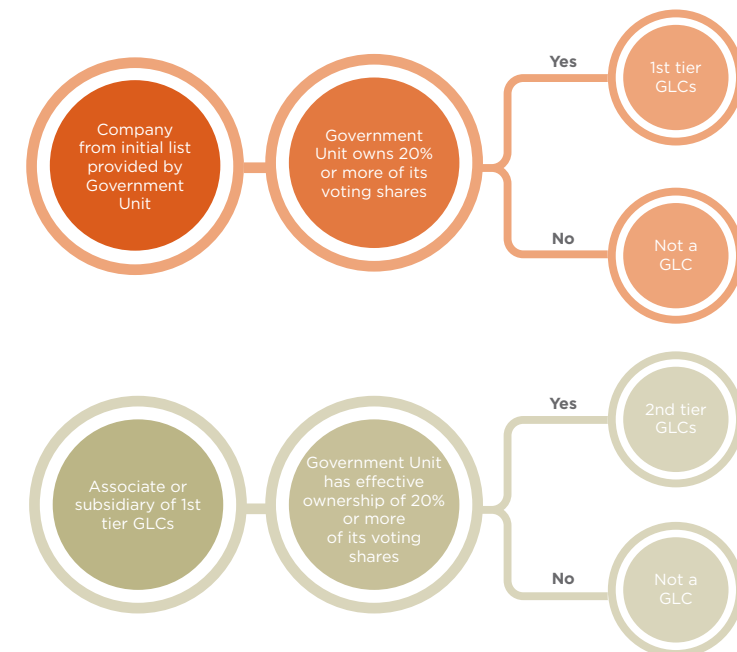 Company
from initial list
provided by
Government
Unit
Government
Unit owns 20%
or more of its
voting shares
Yes
1st tier
GLCs
No
Not a
GLC
Associate or
subsidiary of 1st
tier GLCs
Government Unit
has effective
ownership of 20%
or more
of its voting
shares
Yes
2nd tier
GLCs
No
Not a
GLC